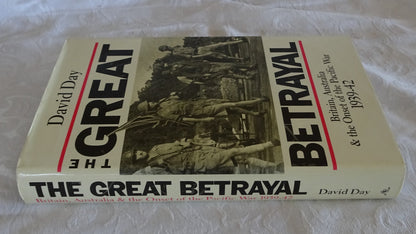 David Day
THE GREAT
BETRAYAL
Britain, Australia
& the Onset of the Pacific War
1939-42
THE GREAT BETRAYAL
David Day
Britain, Australia & the Onset of the Pacific War 1939-42